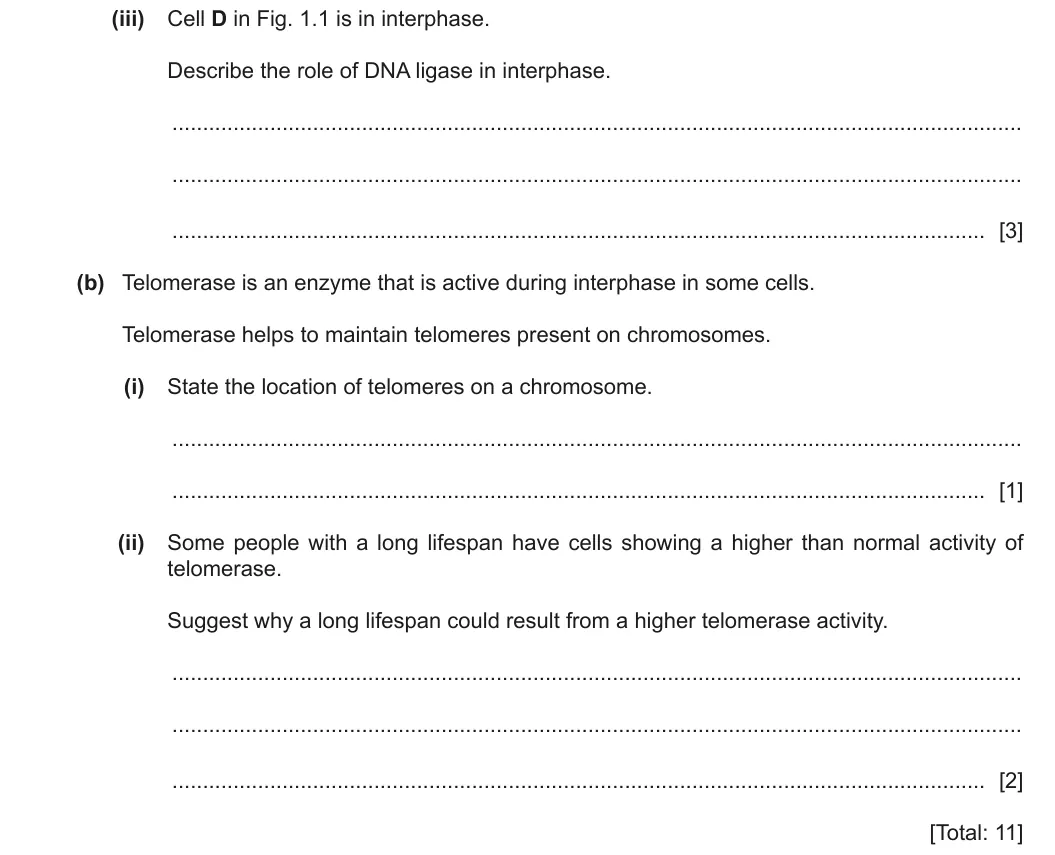 (iii) Cell D in Fig. 1.1 is in interphase.
Describe the role of DNA ligase in interphase.
..........................................................................................................................................
..........................................................................................................................................
.................................................................................................................................... [3]
(b) Telomerase is an enzyme that is active during interphase in some cells.
Telomerase helps to maintain telomeres present on chromosomes.
(i) State the location of telomeres on a chromosome.
..........................................................................................................................................
.................................................................................................................................... [1]
(ii) Some people with a long lifespan have cells showing a higher than normal activity of
telomerase.
Suggest why a long lifespan could result from a higher telomerase activity.
..........................................................................................................................................
..........................................................................................................................................
.................................................................................................................................... [2]
[Total: 11]